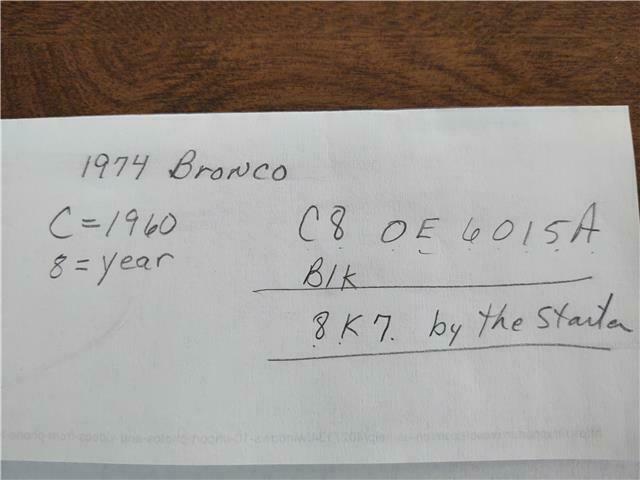 1974 Bronco
C=1960
8=year
C8 OE 6015A
Blk
8K7. by the Starter